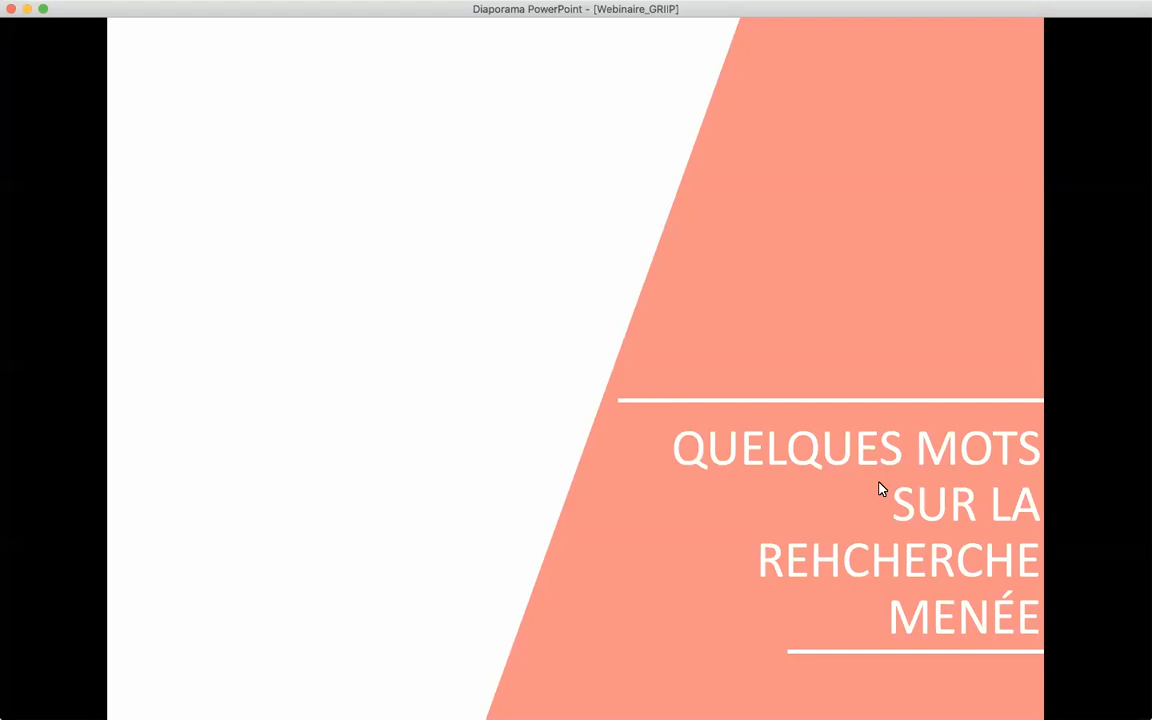 Diaporama PowerPoint - [Webinaire_GRIIP]
QUELQUES MOTS
SUR LA
REHCHERCHE
MENÉE